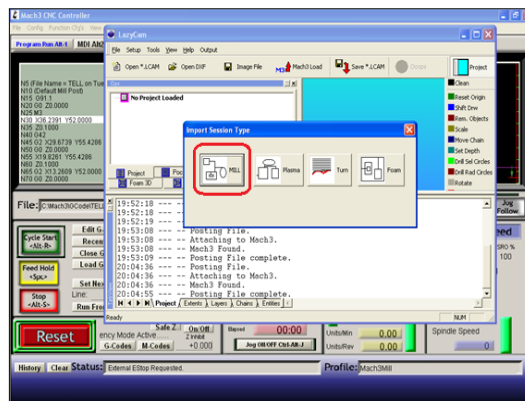 Mach3 CNC Controller
File Config Function Cfg's View
Program Run Alt-1 MDI Alt2
LazyCam
File Setup Tools View Help Output
Open *.LCAM Open DXF Image File M3 Mach3 Load Save *.LCAM Ooops Project
No Project Loaded
Clean
Reset Origin
Shift Drw
Rem. Objects
Scale
Move Chain
Set Depth
Drill Sel Circles
Drill Rad Circles
Rotate
N5 (File Name = TELL on Tue
N10 (Default Mill Post)
N15 G91.1
N20 G0 Z0.0000
N25 M3
N30 X36.2391 Y52.0000
N35 Z0.1000
N40 G42
N45 G2 X29.6739 Y55.4286
N50 G0 Z0.0000
N55 X19.8261 Y55.4286
N60 Z0.1000
N65 G2 X13.2609 Y52.0000
N70 G0 Z0.0000
Import Session Type
MILL Plasma Turn Foam
Project Poc
Foam 3D
File: C:\Mach3\GCode\TELL
Jog
Follow
19:52:18 --- --
19:52:18 --- --
19:52:19 --- --
19:53:08 --- -- Posting File.
19:53:08 --- -- Attaching to Mach3.
19:53:08 --- -- Mach3 Found.
19:53:09 --- -- Posting File complete.
20:04:36 --- -- Posting File.
20:04:36 --- -- Attaching to Mach3.
20:04:36 --- -- Mach3 Found.
20:04:55 --- -- Posting File complete.
Project Extents Layers Chains Entities
Ready
NUM
Cycle Start
<Alt-R>
Feed Hold
<Spc>
Stop
<Alt-S>
Edit G-
Recen
Close G
Load G
Set Nex
Line:
Run Fro
SRO %
100
Reset
Safe Z
On/Off
Z Inhibit
+0.000
ency Mode Active
G-Codes M-Codes
Elapsed 00:00
Jog ON/OFF Ctrl-Alt-J
Units/Min 0.00
Units/Rev 0.00
Spindle Speed
0
History Clear Status: External EStop Requested. Profile: Mach3Mill